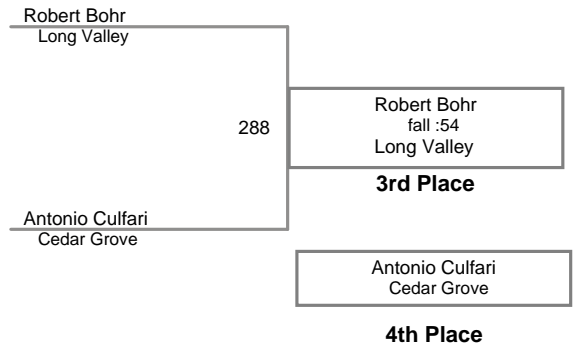 Robert Bohr
Long Valley
288
Robert Bohr
fall :54
Long Valley
3rd Place
Antonio Culfari
Cedar Grove
Antonio Culfari
Cedar Grove
4th Place